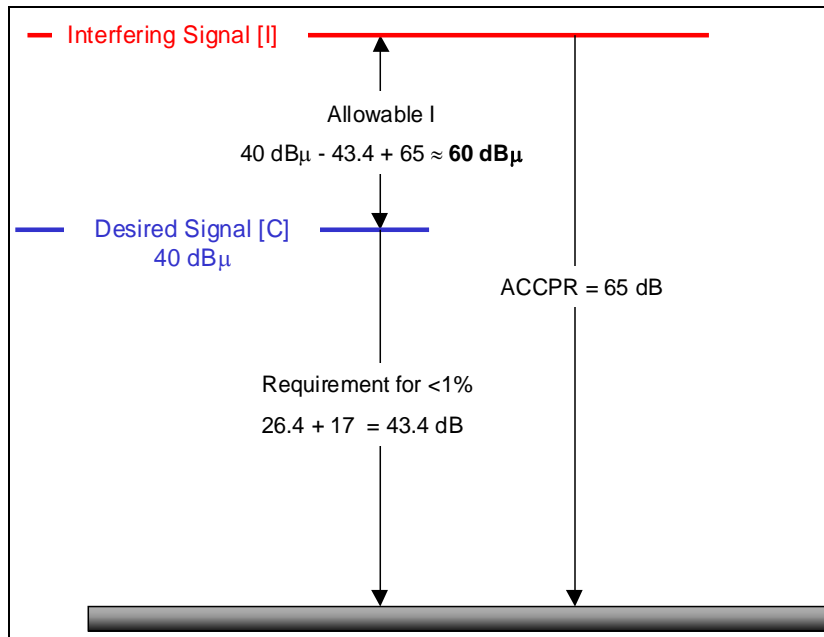 Interfering Signal [I]
Allowable I
40 dBμ - 43.4 + 65 ≈ 60 dBμ
Desired Signal [C]
40 dBμ
ACCPR = 65 dB
Requirement for <1%
26.4 + 17 = 43.4 dB